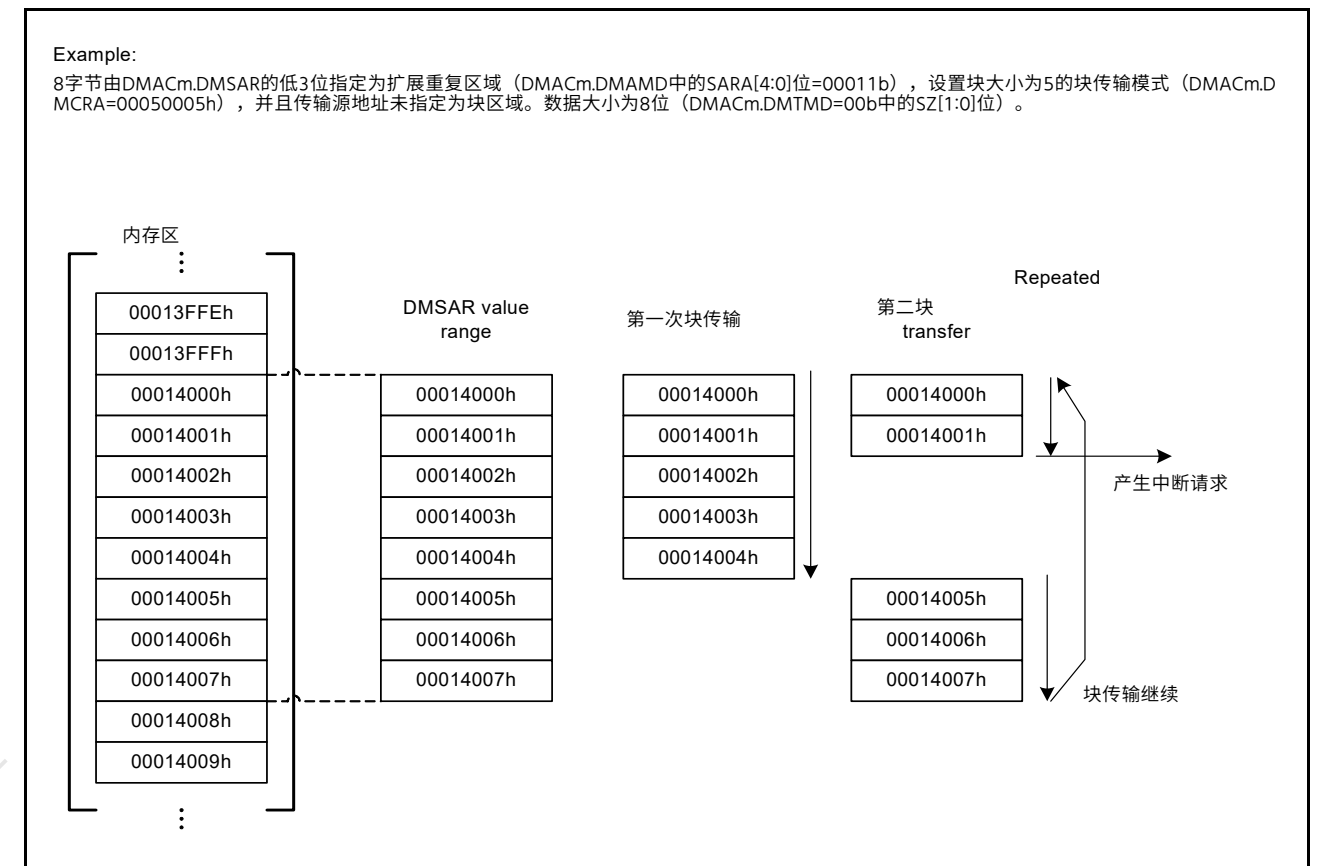 Example:
8字节由DMACm.DMSAR的低3位指定为扩展重复区域（DMACm.DMAMD中的SARA[4:0]位=00011b），设置块大小为5的块传输模式（DMACm.D
MCRA=00050005h），并且传输源地址未指定为块区域。数据大小为8位（DMACm.DMTMD=00b中的SZ[1:0]位）。
内存区
⋮
00013FFEh
00013FFFh
00014000h
00014001h
00014002h
00014003h
00014004h
00014005h
00014006h
00014007h
00014008h
00014009h
⋮
DMSAR value
range
00014000h
00014001h
00014002h
00014003h
00014004h
00014005h
00014006h
00014007h
第一次块传输
00014000h
00014001h
00014002h
00014003h
00014004h
第二块
transfer
00014000h
00014001h
00014005h
00014006h
00014007h
Repeated
产生中断请求
块传输继续